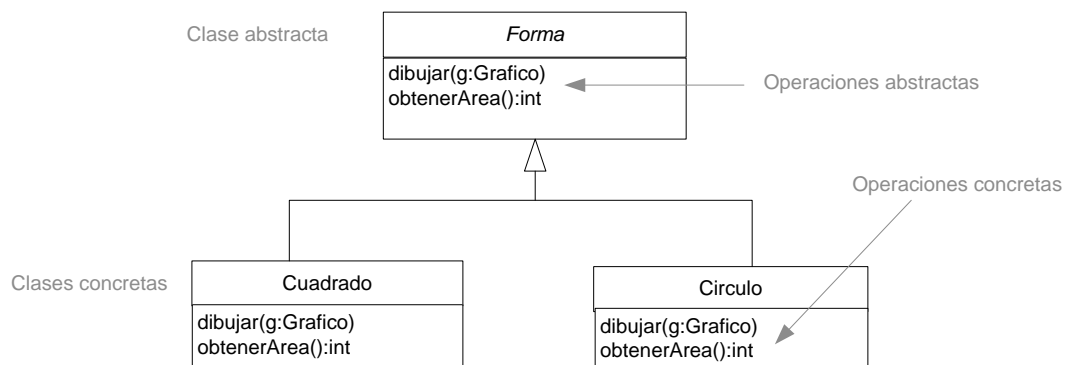 Clase abstracta
Forma
dibujar(g:Grafico)
obtenerArea():int
Operaciones abstractas
Operaciones concretas
Clases concretas
Cuadrado
dibujar(g:Grafico)
obtenerArea():int
Circulo
dibujar(g:Grafico)
obtenerArea():int